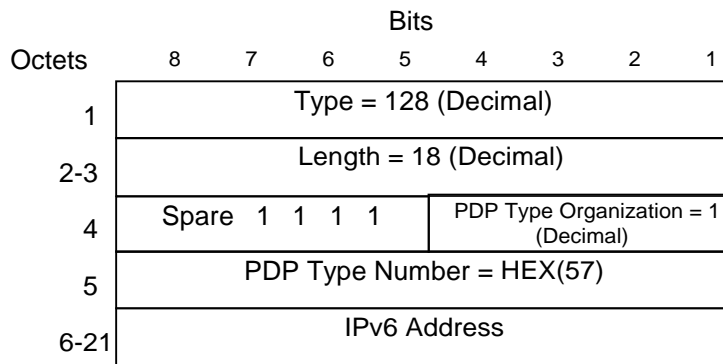 Bits
Octets 8 7 6 5 4 3 2 1
1 Type = 128 (Decimal)
2-3 Length = 18 (Decimal)
4 Spare 1 1 1 1 PDP Type Organization = 1
(Decimal)
5 PDP Type Number = HEX(57)
6-21 IPv6 Address